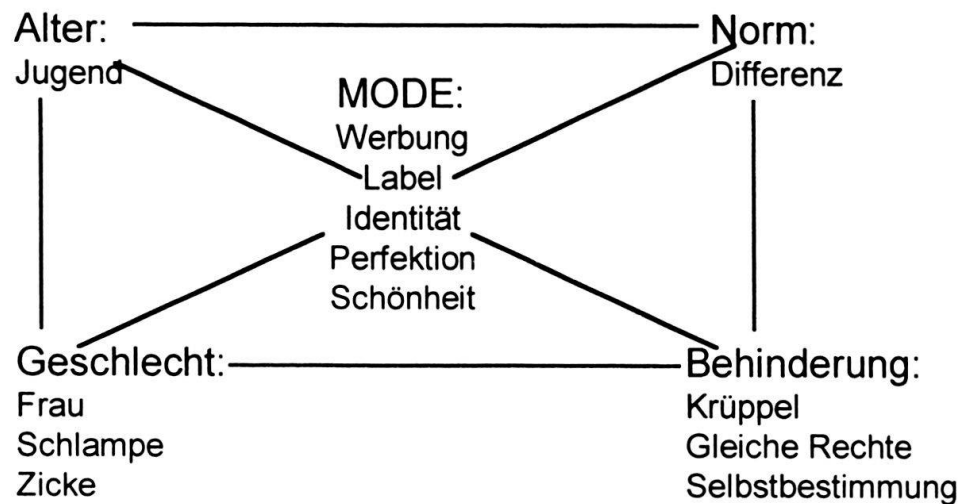 Alter:
Jugend
Norm:
Differenz
MODE:
Werbung
Label
Identität
Perfektion
Schönheit
Geschlecht:
Frau
Schlampe
Zicke
Behinderung:
Krüppel
Gleiche Rechte
Selbstbestimmung